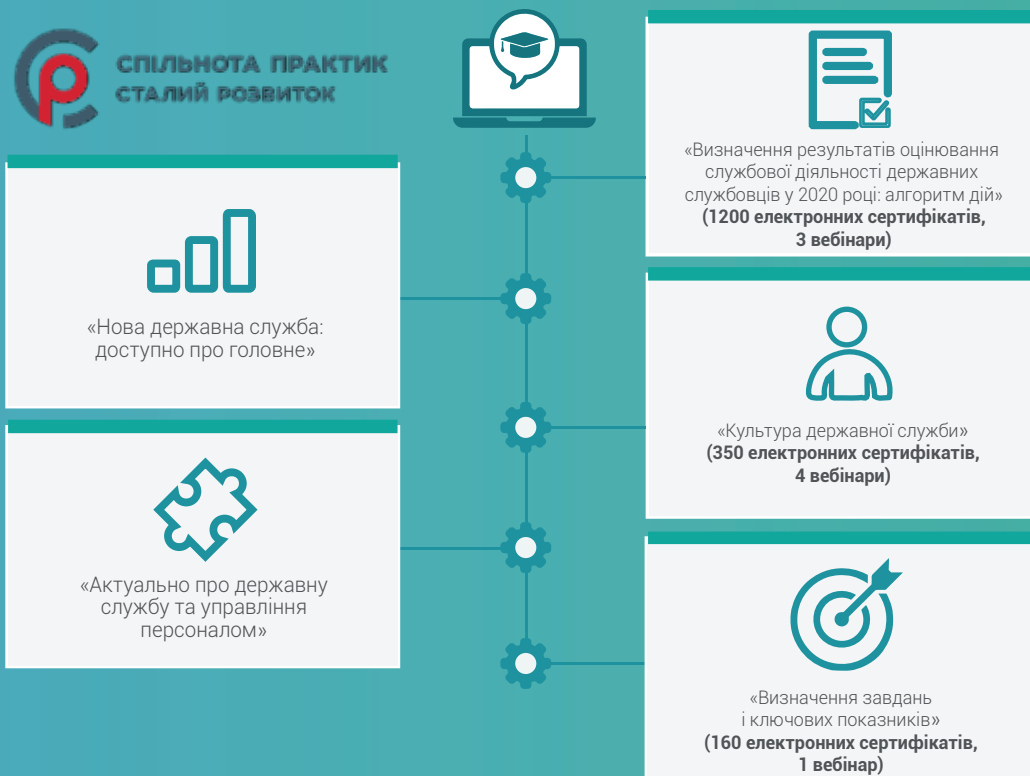 СПІЛЬНОТА ПРАКТИК
СТАЛИЙ РОЗВИТОК
«Визначення результатів оцінювання
службової діяльності державних
службовців у 2020 році: алгоритм дій»
(1200 електронних сертифікатів,
3 вебінари)
«Нова державна служба:
доступно про головне»
«Культура державної служби»
(350 електронних сертифікатів,
4 вебінари)
«Актуально про державну
службу та управління
персоналом»
«Визначення завдань
і ключових показників»
(160 електронних сертифікатів,
1 вебінар)